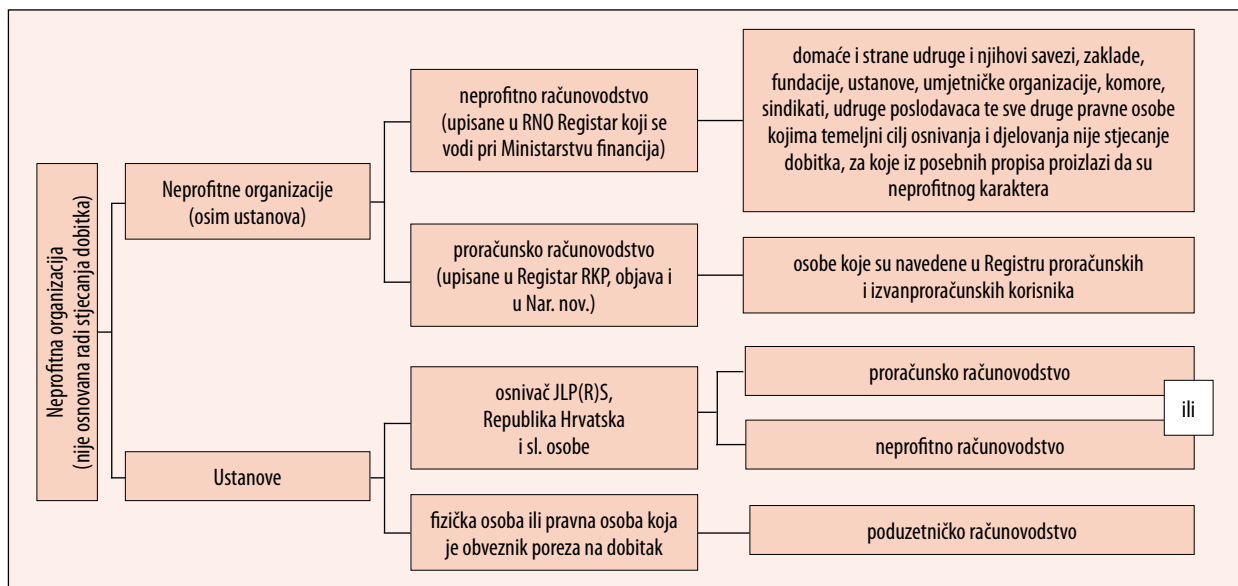 Neprofitna organizacija
(nije osnovana radi stjecanja dobitka)
Neprofitne organizacije
(osim ustanova)
neprofitno računovodstvo
(upisane u RNO Registar koji se
vodi pri Ministarstvu financija)
domaće i strane udruge i njihovi savezi, zaklade,
fundacije, ustanove, umjetničke organizacije, komore,
sindikati, udruge poslodavaca te sve druge pravne osobe
kojima temeljni cilj osnivanja i djelovanja nije stjecanje
dobitka, za koje iz posebnih propisa proizlazi da su
neprofitnog karaktera
proračunsko računovodstvo
(upisane u Registar RKP, objava i
u Nar. nov.)
osobe koje su navedene u Registru proračunskih
i izvanproračunskih korisnika
Ustanove
osnivač JLP(R)S,
Republika Hrvatska
i sl. osobe
proračunsko računovodstvo
ili
neprofitno računovodstvo
fizička osoba ili pravna osoba koja
je obveznik poreza na dobitak
poduzetničko računovodstvo